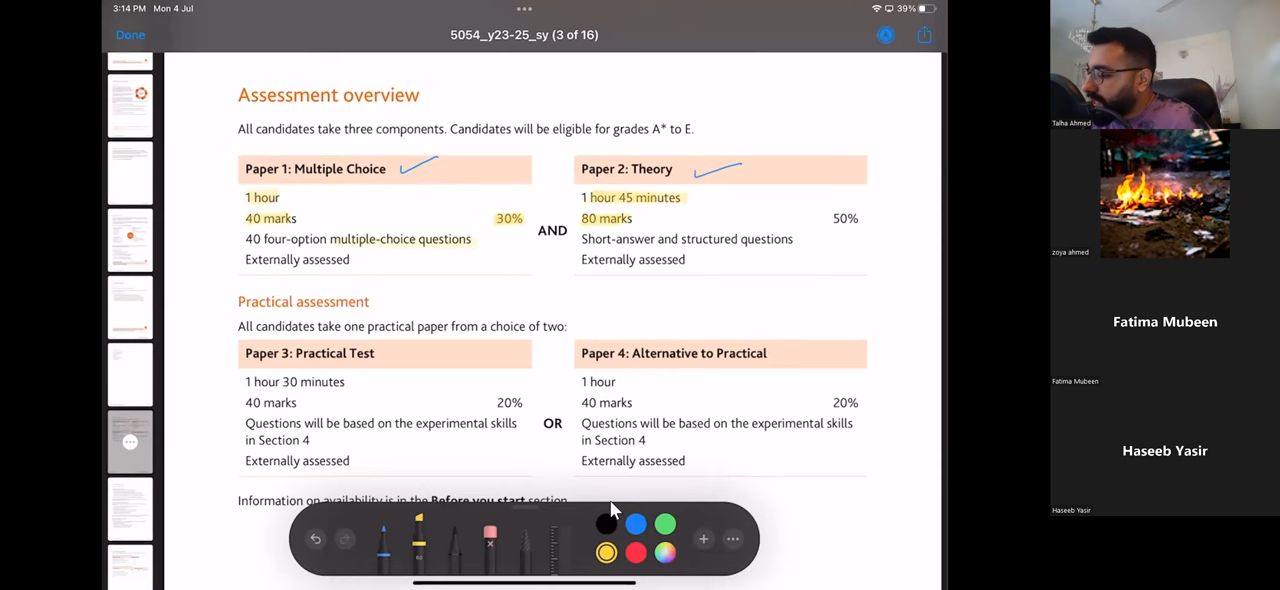 3:14 PM Mon 4 Jul
39%
Done
5054_y23-25_sy (3 of 16)
Assessment overview
All candidates take three components. Candidates will be eligible for grades A* to E.
Paper 1: Multiple Choice
1 hour
40 marks 30%
40 four-option multiple-choice questions
Externally assessed
AND
Paper 2: Theory
1 hour 45 minutes
80 marks 50%
Short-answer and structured questions
Externally assessed
Practical assessment
All candidates take one practical paper from a choice of two:
Paper 3: Practical Test
1 hour 30 minutes
40 marks 20%
Questions will be based on the experimental skills
in Section 4
Externally assessed
OR
Paper 4: Alternative to Practical
1 hour
40 marks 20%
Questions will be based on the experimental skills
in Section 4
Externally assessed
Information on availability is in the Before you start section.
Talha Ahmed
zoya ahmed
Fatima Mubeen
Fatima Mubeen
Haseeb Yasir
Haseeb Yasir